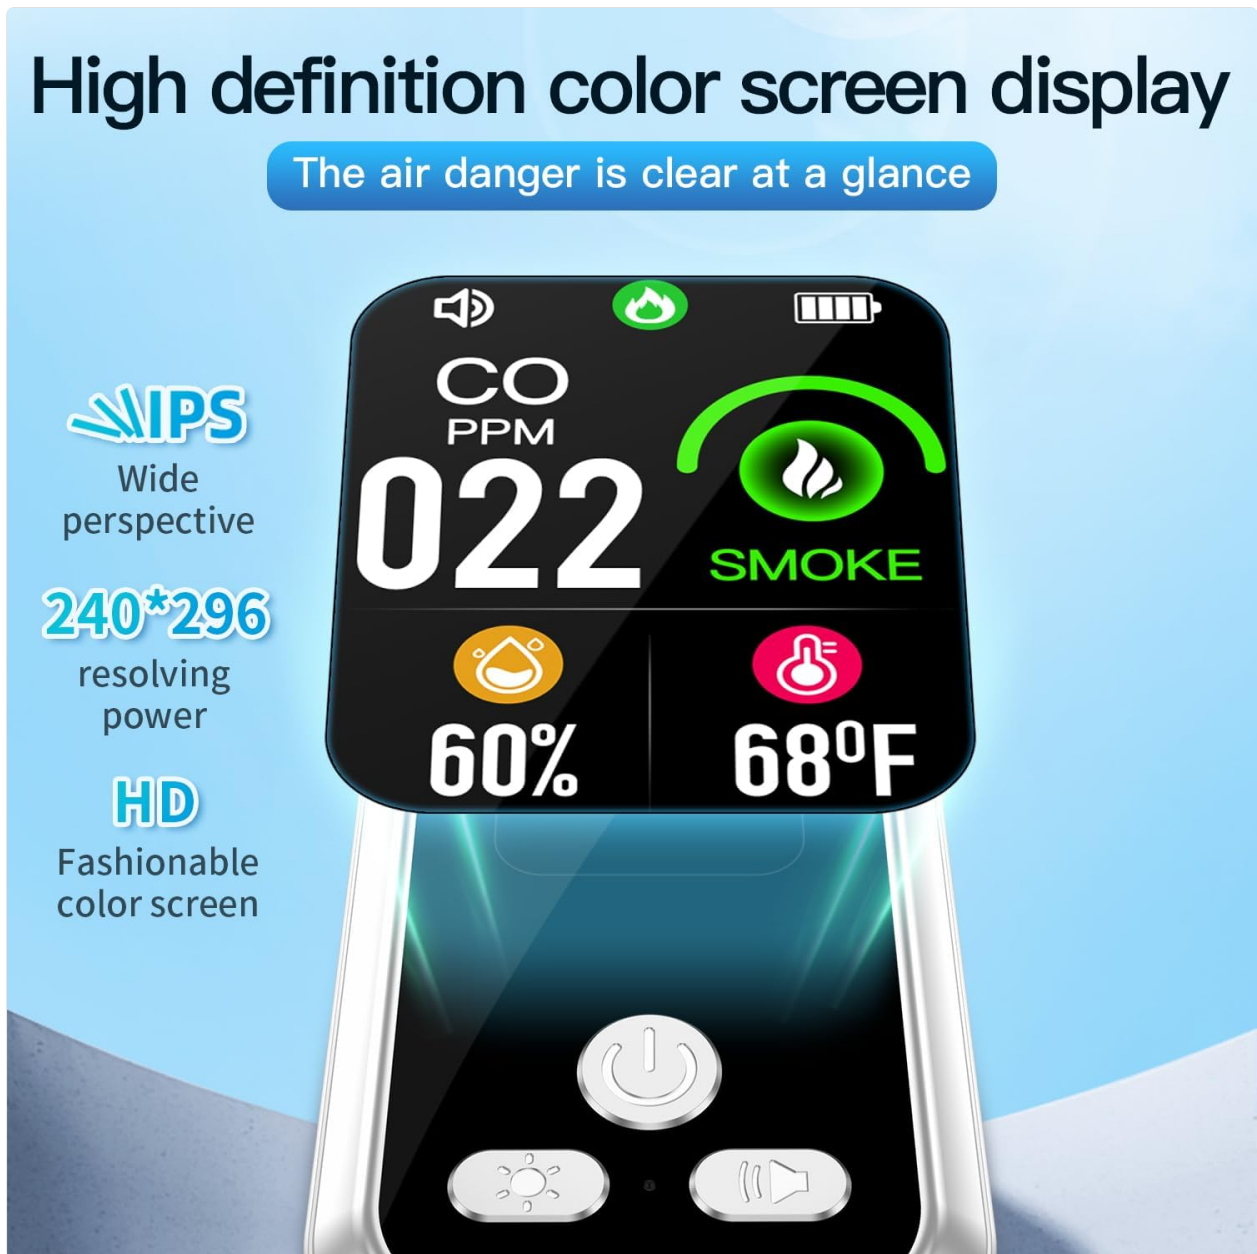 High definition color screen display
The air danger is clear at a glance
IPS
Wide
perspective
240*296
resolving
power
HD
Fashionable
color screen
CO
PPM
022
SMOKE
60%
68ºF